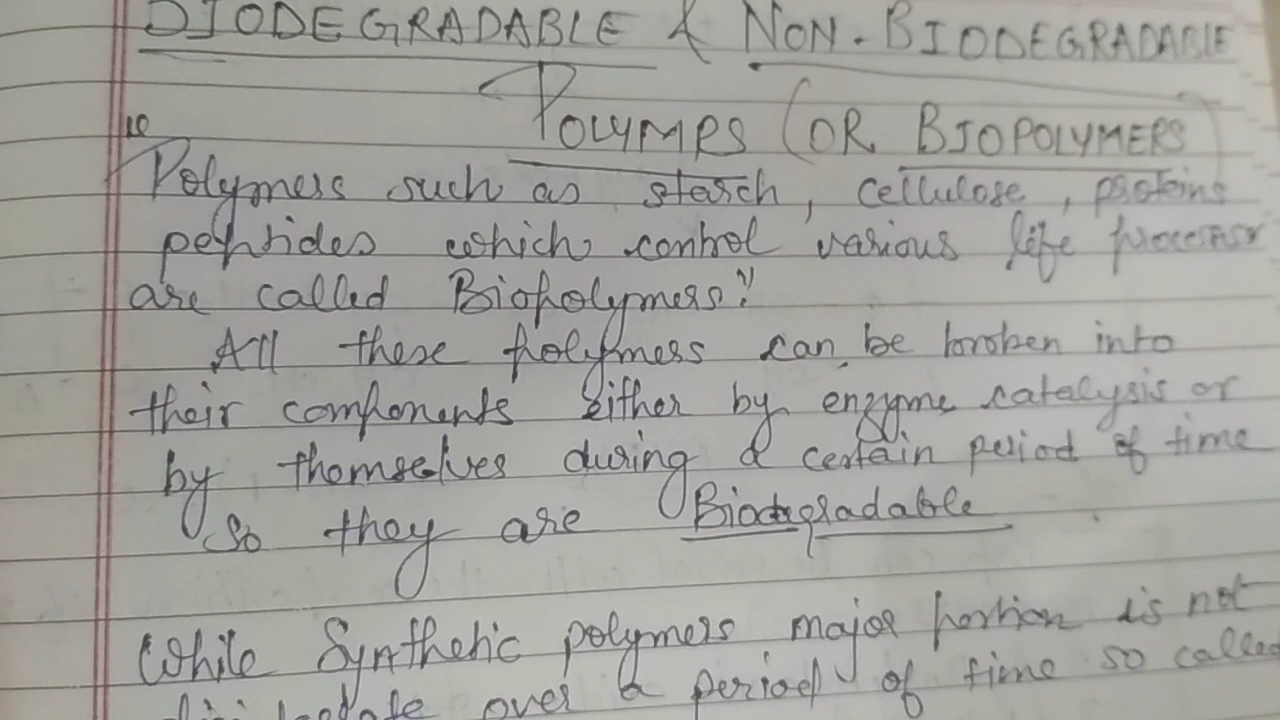 BIODEGRADABLE & NON-BIODEGRADABLE
POLYMRS (OR BIOPOLYMERS)
Polymers such as starch, cellulose, proteins
peptides which control various life processes
are called Biopolymers"
All these polymers can be broken into
their components either by enzyme catalysis or
by themselves during a certain period of time
So they are Biodegradable
While Synthetic polymers major portion is not
over a period of time so called